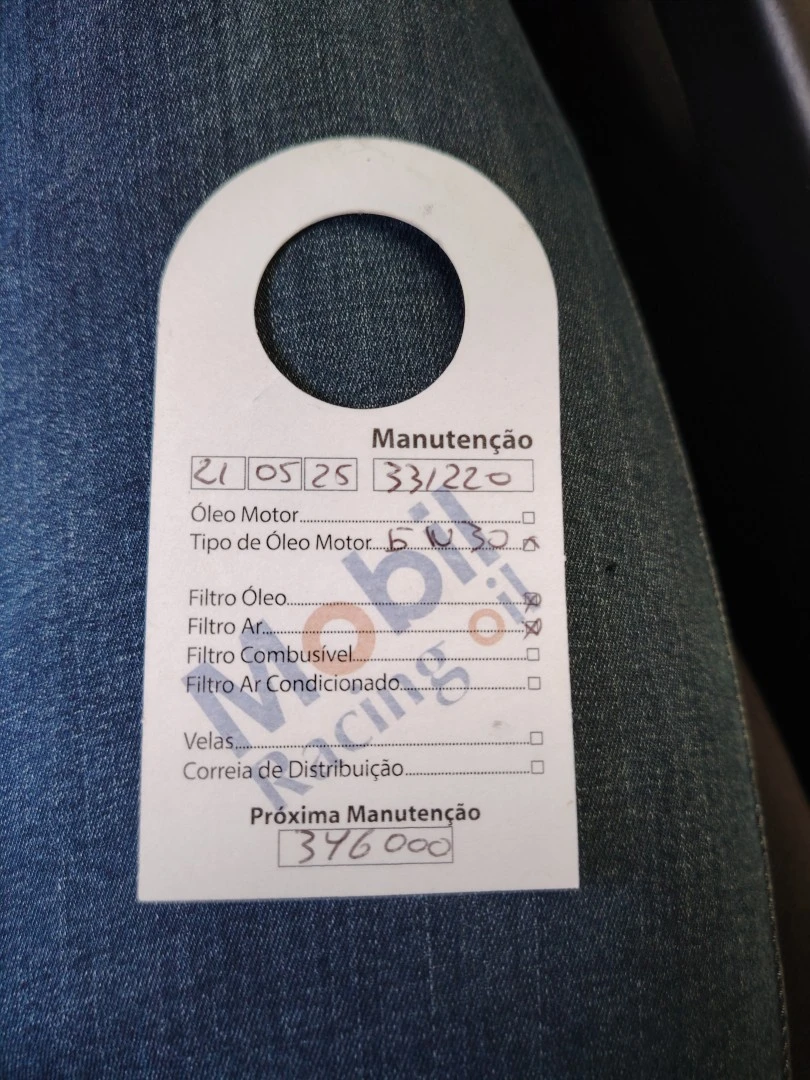 Manutenção
21 05 25 331220
Óleo Motor
Tipo de Óleo Motor 5W30
Filtro Óleo
Filtro Ar
Filtro Combusível
Filtro Ar Condicionado
Velas
Correia de Distribuição
Mobil
Racing oil
Próxima Manutenção
346000